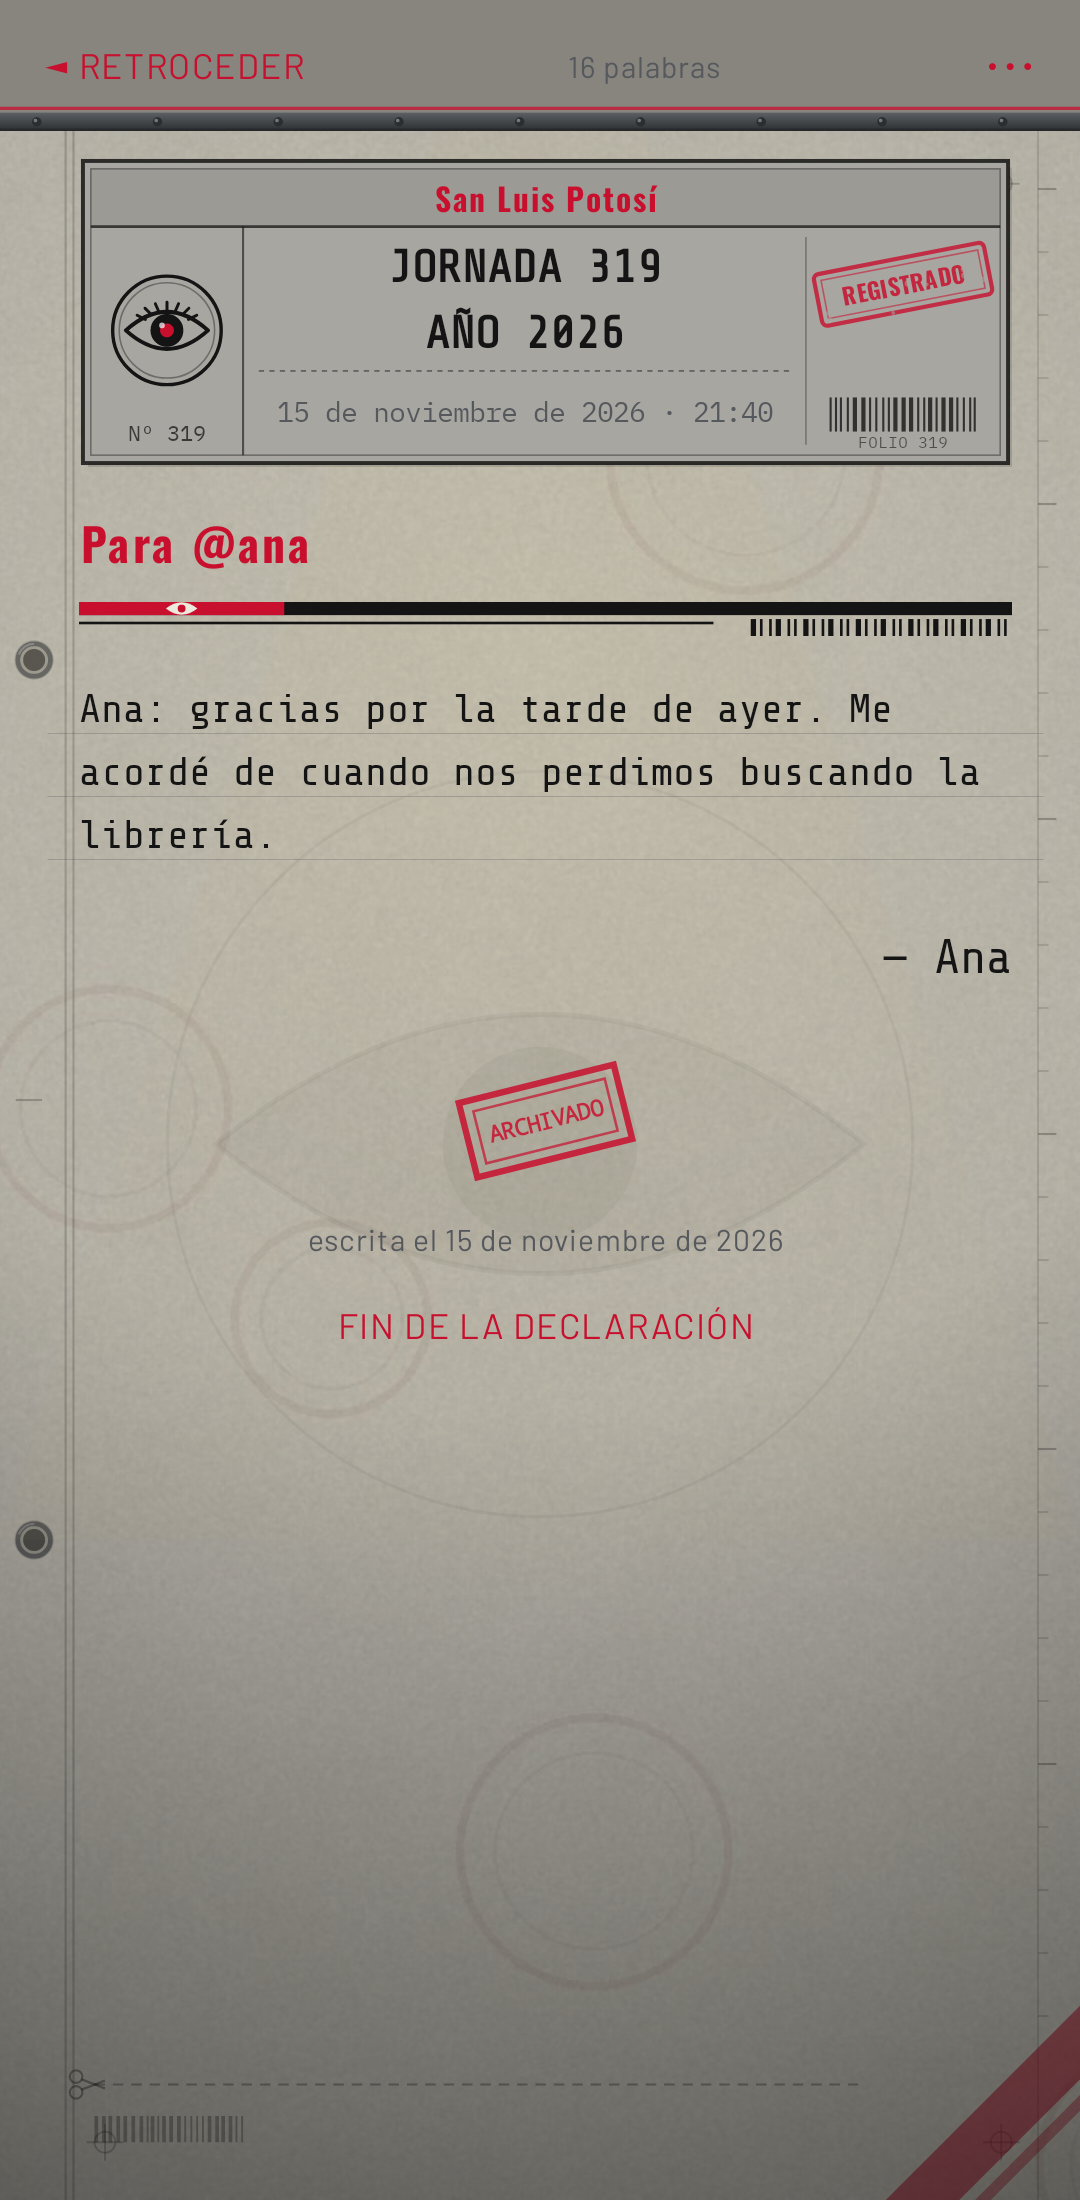 ◄ RETROCEDER
16 palabras
San Luis Potosí
JORNADA 319
AÑO 2026
15 de noviembre de 2026 · 21:40
Nº 319
REGISTRADO
FOLIO 319
Para @ana
Ana: gracias por la tarde de ayer. Me
acordé de cuando nos perdimos buscando la
librería.
— Ana
ARCHIVADO
escrita el 15 de noviembre de 2026
FIN DE LA DECLARACIÓN